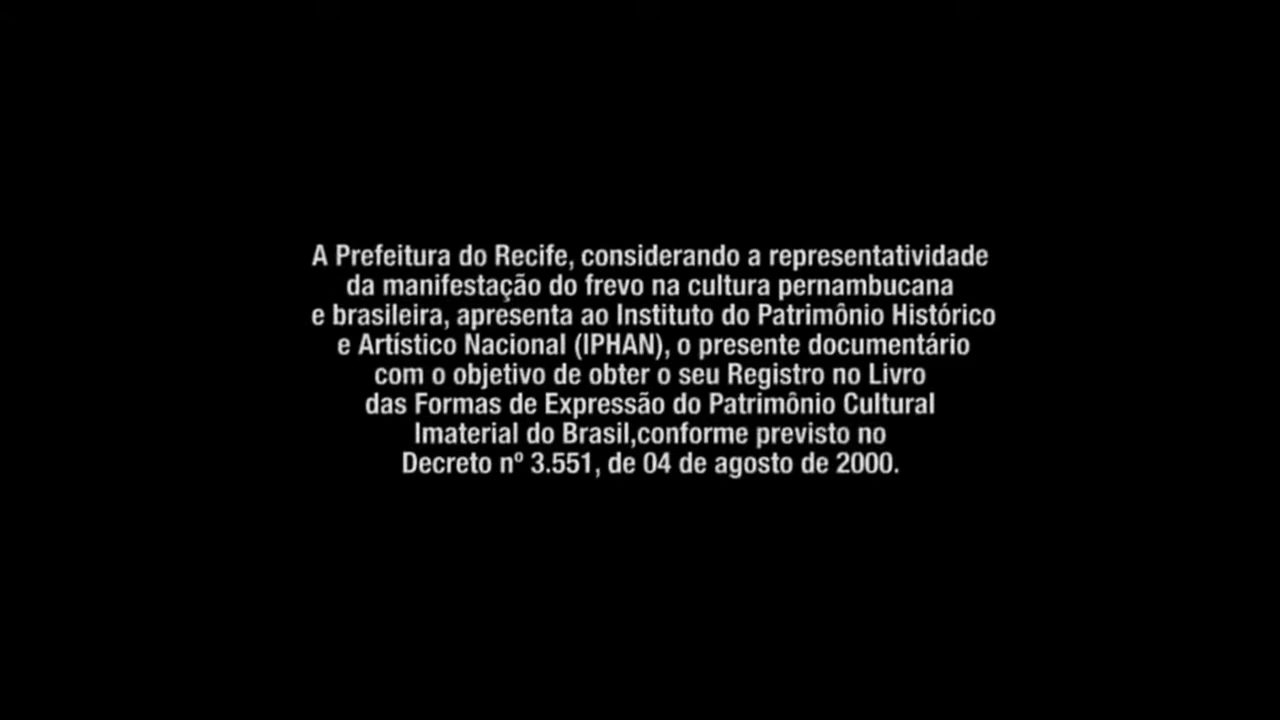 A Prefeitura do Recife, considerando a representatividade
da manifestação do frevo na cultura pernambucana
e brasileira, apresenta ao Instituto do Patrimônio Histórico
e Artístico Nacional (IPHAN), o presente documentário
com o objetivo de obter o seu Registro no Livro
das Formas de Expressão do Patrimônio Cultural
Imaterial do Brasil,conforme previsto no
Decreto nº 3.551, de 04 de agosto de 2000.